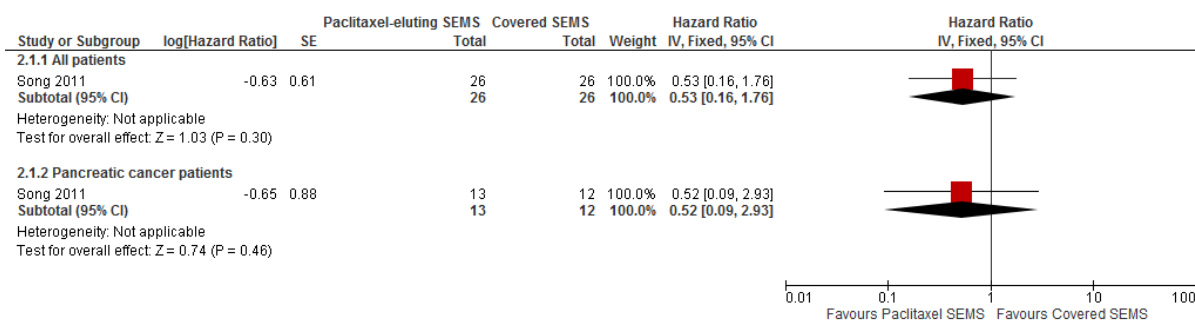 Paclitaxel-eluting SEMS Covered SEMS Hazard Ratio Hazard Ratio
Study or Subgroup log[Hazard Ratio] SE Total Total Weight IV, Fixed, 95% CI IV, Fixed, 95% CI
2.1.1 All patients
Song 2011 -0.63 0.61 26 26 100.0% 0.53 [0.16, 1.76]
Subtotal (95% CI) 26 26 100.0% 0.53 [0.16, 1.76]
Heterogeneity: Not applicable
Test for overall effect: Z = 1.03 (P = 0.30)
2.1.2 Pancreatic cancer patients
Song 2011 -0.65 0.88 13 12 100.0% 0.52 [0.09, 2.93]
Subtotal (95% CI) 13 12 100.0% 0.52 [0.09, 2.93]
Heterogeneity: Not applicable
Test for overall effect: Z = 0.74 (P = 0.46)
0.01 0.1 1 10 100
Favours Paclitaxel SEMS Favours Covered SEMS